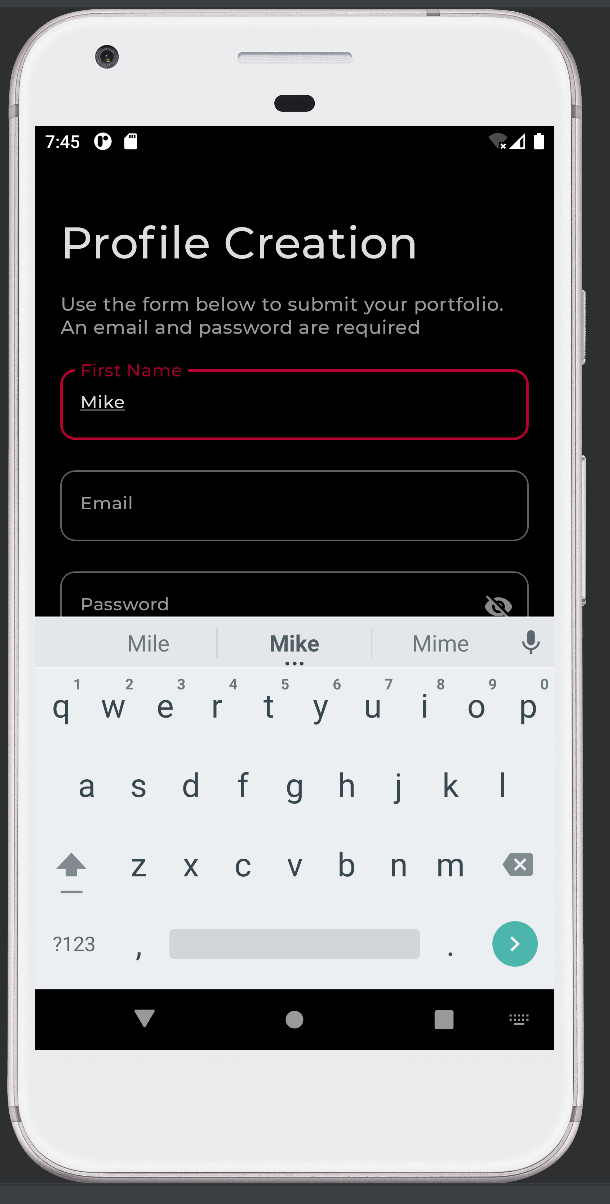 7:45
Profile Creation
Use the form below to submit your portfolio.
An email and password are required
First Name
Mike
Email
Password
Mile Mike Mime
1 2 3 4 5 6 7 8 9 0
q w e r t y u i o p
a s d f g h j k l
z x c v b n m
?123 , .